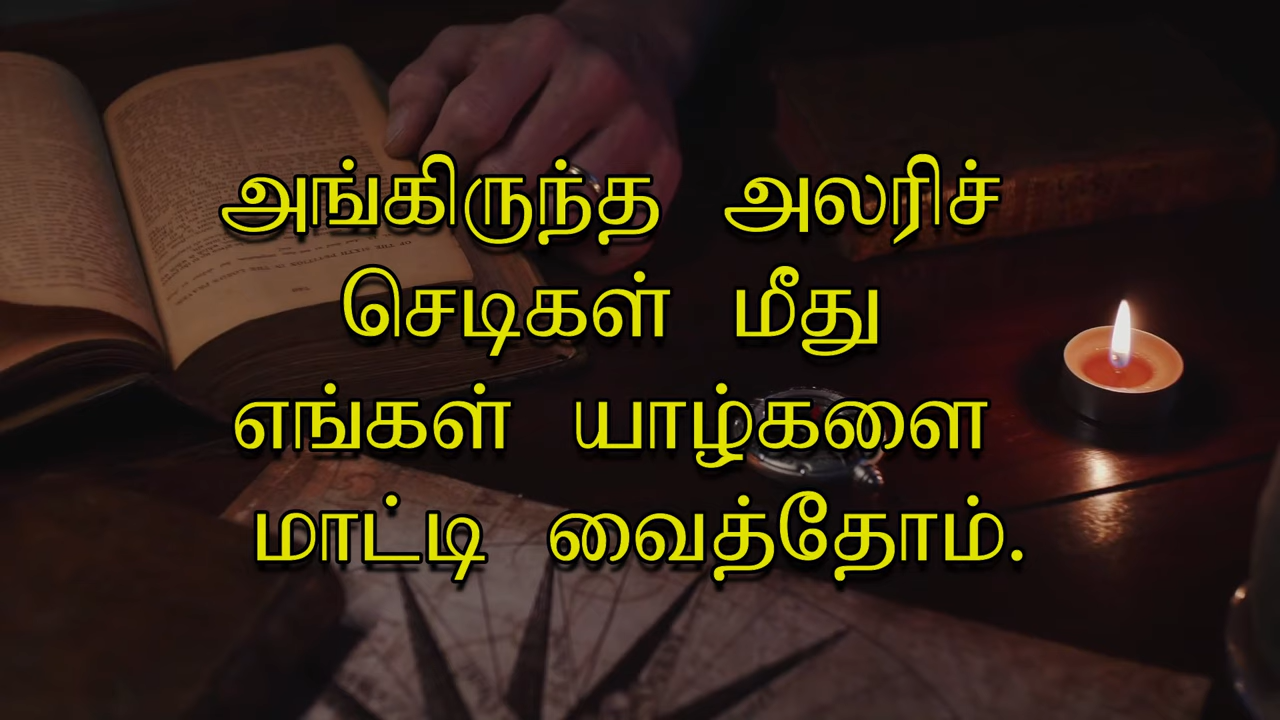 அங்கிருந்த அலரிச்
செடிகள் மீது
எங்கள் யாழ்களை
மாட்டி வைத்தோம்.